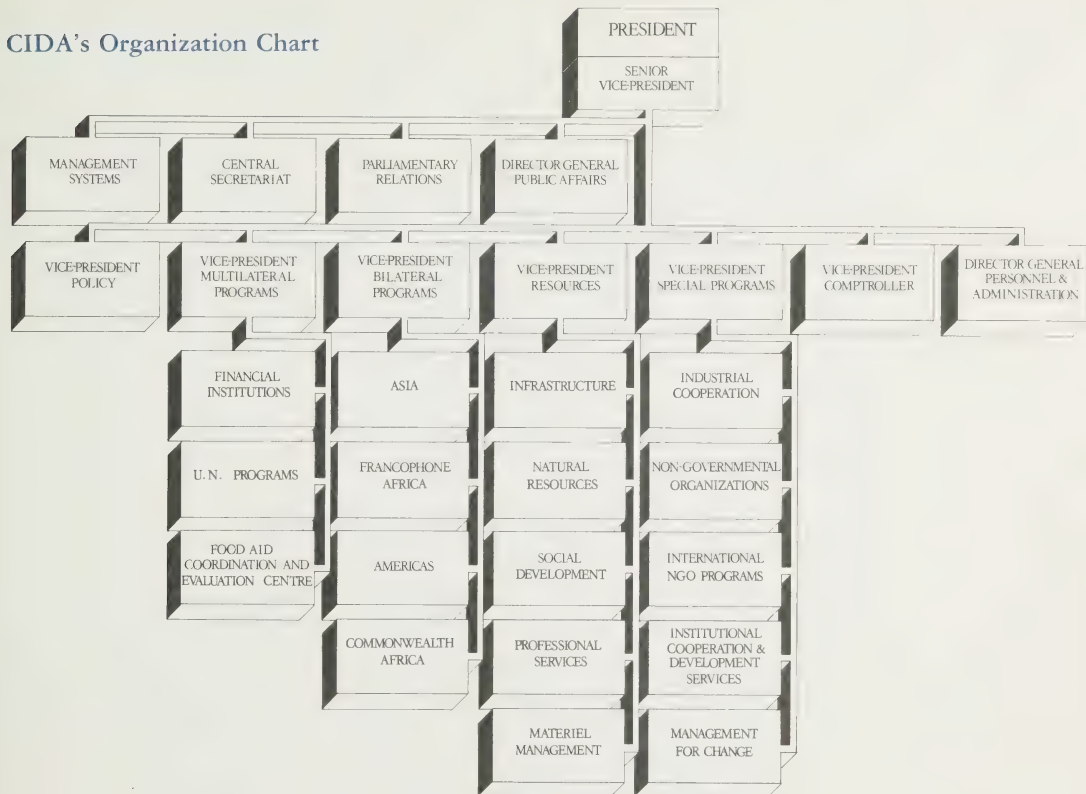 CIDA's Organization Chart
PRESIDENT
SENIOR
VICE-PRESIDENT
MANAGEMENT
SYSTEMS
CENTRAL
SECRETARIAT
PARLIAMENTARY
RELATIONS
DIRECTOR GENERAL
PUBLIC AFFAIRS
VICE-PRESIDENT
POLICY
VICE-PRESIDENT
MULTILATERAL
PROGRAMS
VICE-PRESIDENT
BILATERAL
PROGRAMS
VICE-PRESIDENT
RESOURCES
VICE-PRESIDENT
SPECIAL PROGRAMS
VICE-PRESIDENT
COMPTROLLER
DIRECTOR GENERAL
PERSONNEL &
ADMINISTRATION
FINANCIAL
INSTITUTIONS
ASIA
INFRASTRUCTURE
INDUSTRIAL
COOPERATION
U.N. PROGRAMS
FRANCOPHONE
AFRICA
NATURAL
RESOURCES
NON-GOVERNMENTAL
ORGANIZATIONS
FOOD AID
COORDINATION AND
EVALUATION CENTRE
AMERICAS
SOCIAL
DEVELOPMENT
INTERNATIONAL
NGO PROGRAMS
COMMONWEALTH
AFRICA
PROFESSIONAL
SERVICES
INSTITUTIONAL
COOPERATION &
DEVELOPMENT
SERVICES
MATERIEL
MANAGEMENT
MANAGEMENT
FOR CHANGE